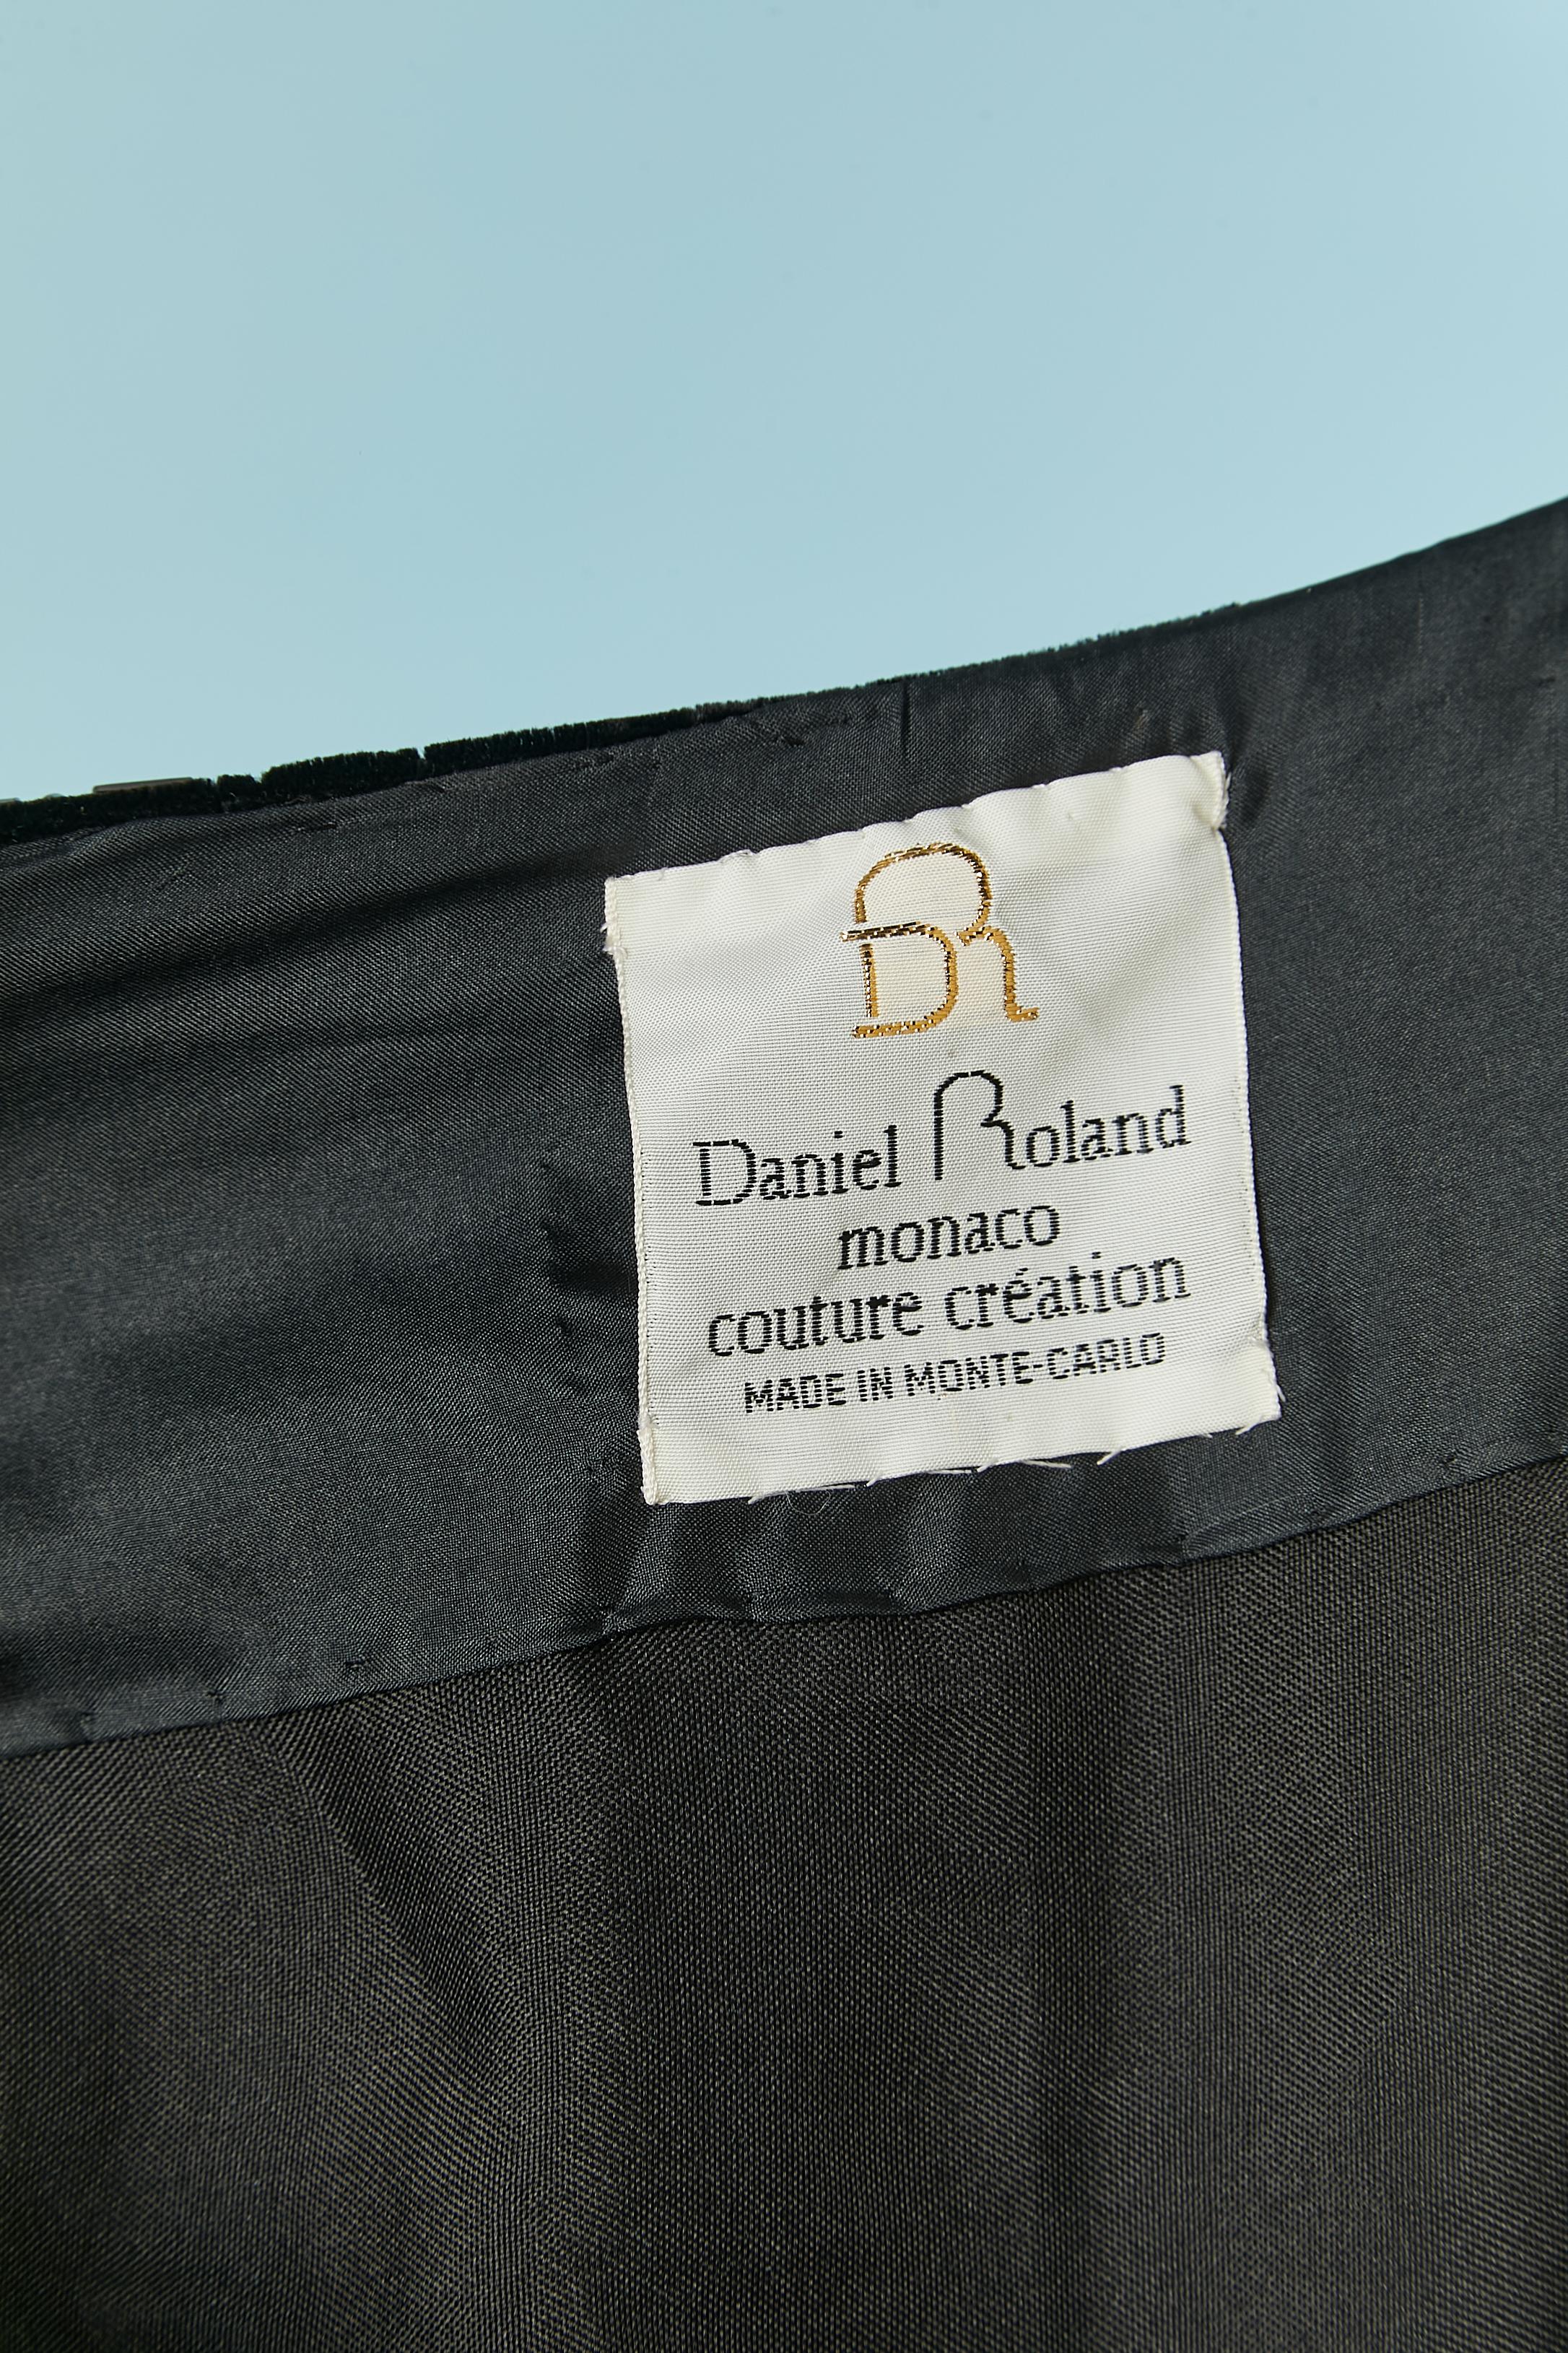 DR
Daniel Roland
monaco
couture création
MADE IN MONTE-CARLO